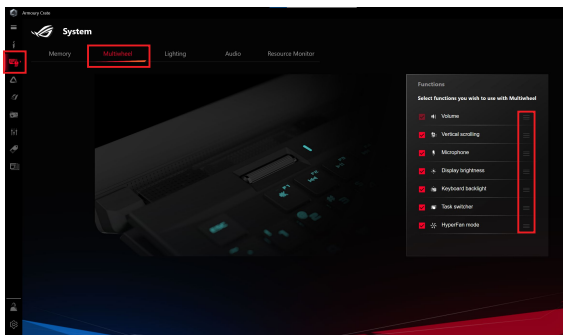 Armoury Crate
System
Memory
Multiwheel
Lighting
Audio
Resource Monitor
Functions
Select functions you wish to use with Multiwheel
Volume
Vertical scrolling
Microphone
Display brightness
Keyboard backlight
Task switcher
HyperFan mode